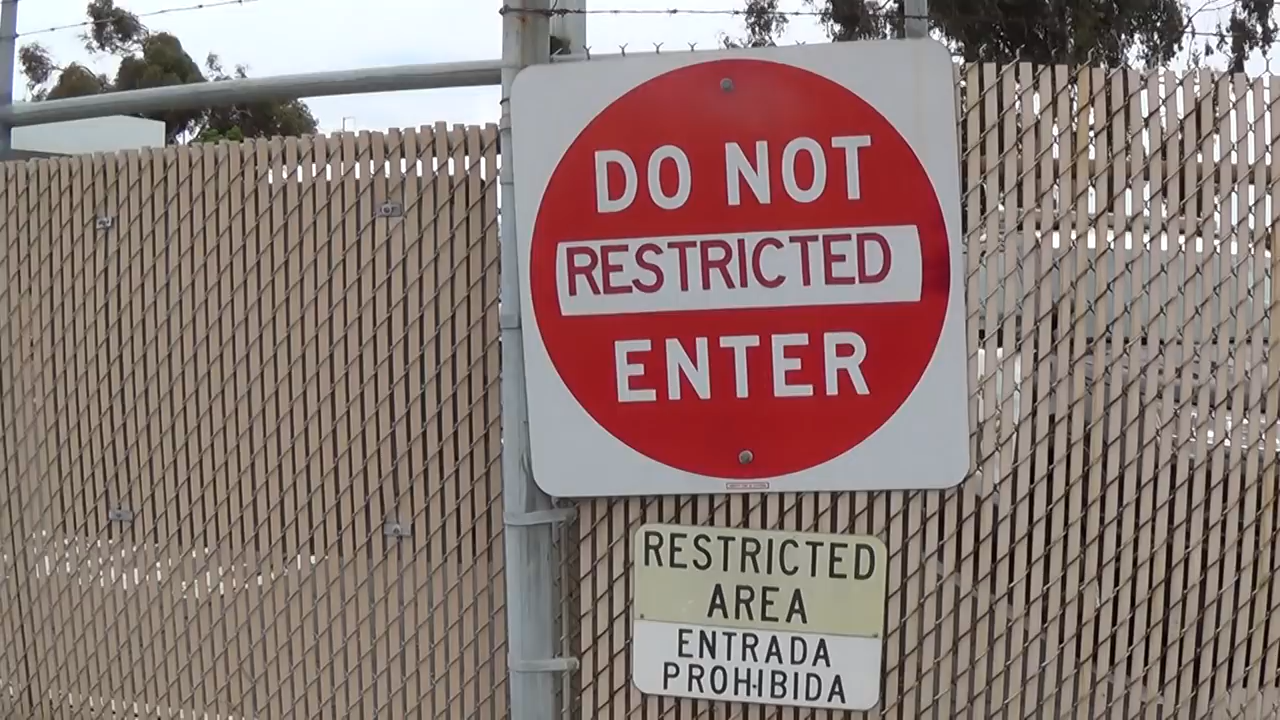 DO NOT
RESTRICTED
ENTER
RESTRICTED
AREA
ENTRADA
PROHIBIDA